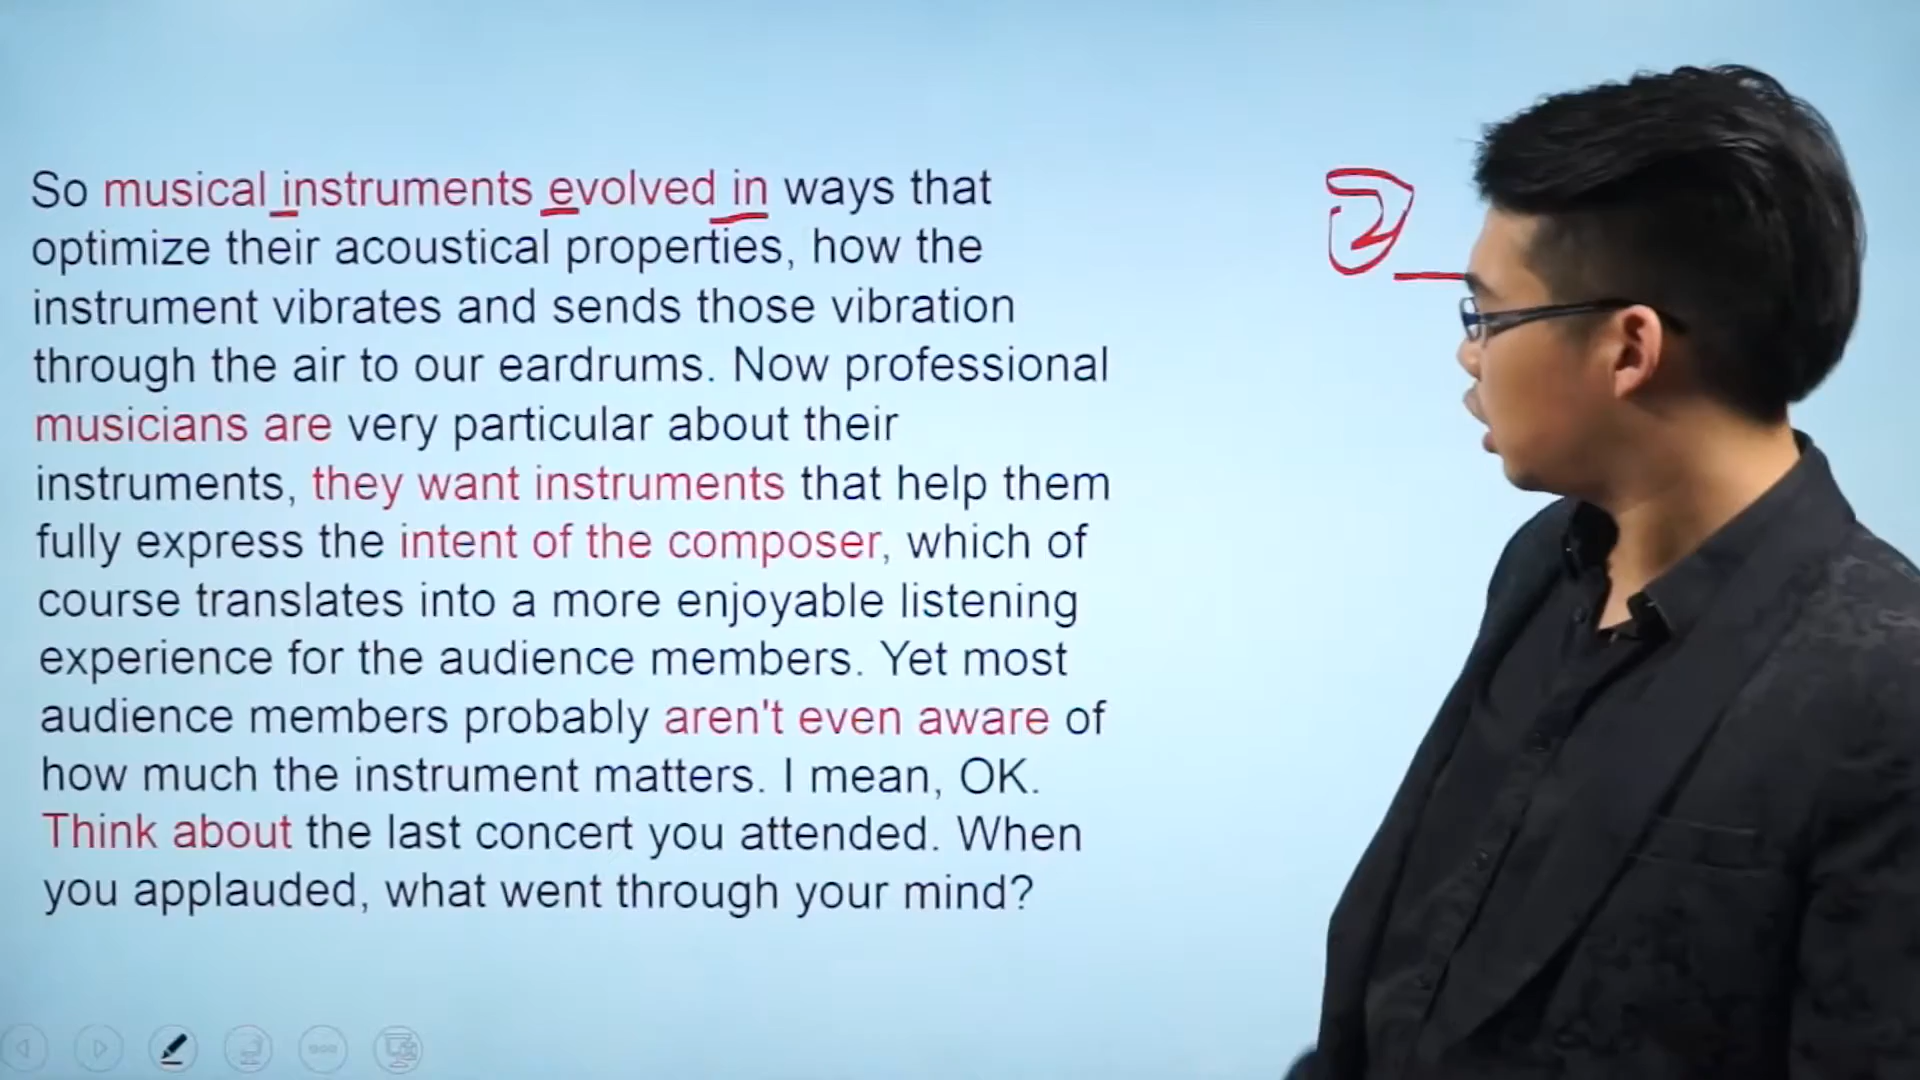 So musical instruments evolved in ways that
optimize their acoustical properties, how the
instrument vibrates and sends those vibration
through the air to our eardrums. Now professional
musicians are very particular about their
instruments, they want instruments that help them
fully express the intent of the composer, which of
course translates into a more enjoyable listening
experience for the audience members. Yet most
audience members probably aren't even aware of
how much the instrument matters. I mean, OK.
Think about the last concert you attended. When
you applauded, what went through your mind?
2